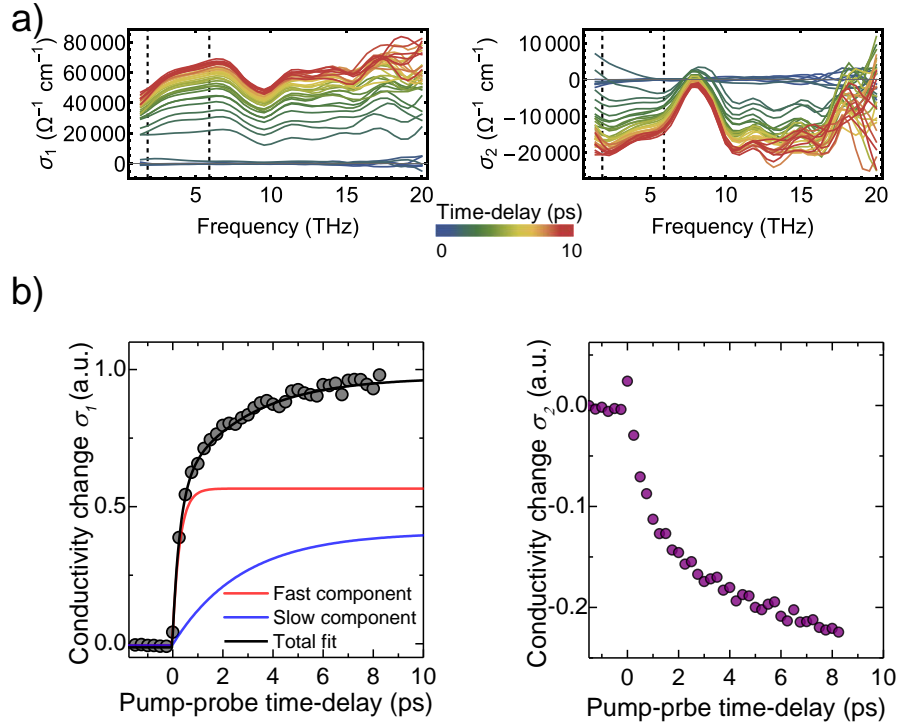 a)
80 000
60 000
40 000
20 000
0
σ₁ (Ω⁻¹ cm⁻¹)
5
10
15
20
Frequency (THz)
10 000
0
-10 000
-20 000
σ₂ (Ω⁻¹ cm⁻¹)
5
10
15
20
Frequency (THz)
Time-delay (ps)
0
10
b)
1.0
0.5
0.0
Conductivity change σ₁ (a.u.)
Fast component
Slow component
Total fit
0
2
4
6
8
10
Pump-probe time-delay (ps)
0.0
-0.1
-0.2
Conductivity change σ₂ (a.u.)
0
2
4
6
8
10
Pump-prbe time-delay (ps)